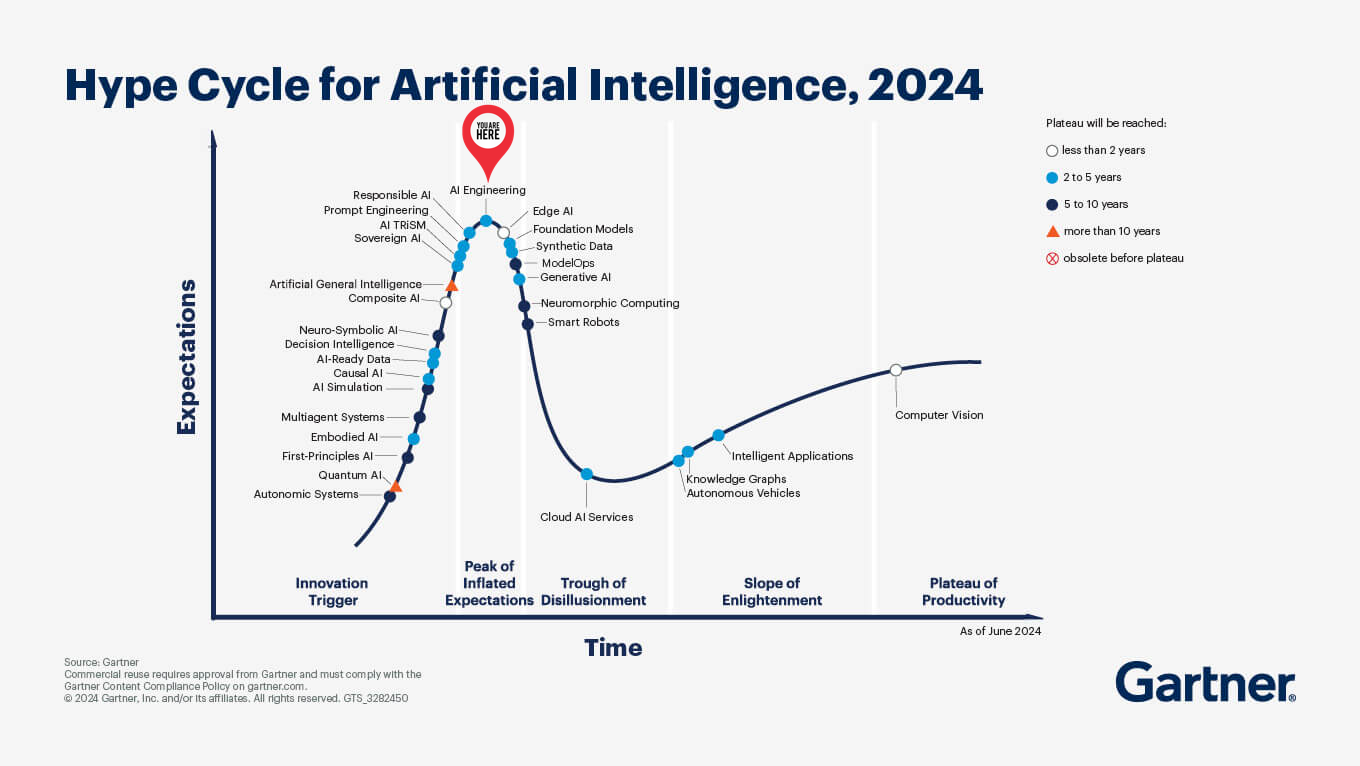 Hype Cycle for Artificial Intelligence, 2024
YOU ARE
HERE
Plateau will be reached:
less than 2 years
2 to 5 years
5 to 10 years
more than 10 years
obsolete before plateau
Expectations
AI Engineering
Responsible AI
Prompt Engineering
AI TRiSM
Sovereign AI
Artificial General Intelligence
Composite AI
Neuro-Symbolic AI
Decision Intelligence
AI-Ready Data
Causal AI
AI Simulation
Multiagent Systems
Embodied AI
First-Principles AI
Quantum AI
Autonomic Systems
Edge AI
Foundation Models
Synthetic Data
ModelOps
Generative AI
Neuromorphic Computing
Smart Robots
Cloud AI Services
Knowledge Graphs
Autonomous Vehicles
Intelligent Applications
Computer Vision
Innovation
Trigger
Peak of
Inflated
Expectations
Trough of
Disillusionment
Slope of
Enlightenment
Plateau of
Productivity
As of June 2024
Time
Source: Gartner
Commercial reuse requires approval from Gartner and must comply with the
Gartner Content Compliance Policy on gartner.com.
© 2024 Gartner, Inc. and/or its affiliates. All rights reserved. GTS_3282450
Gartner®